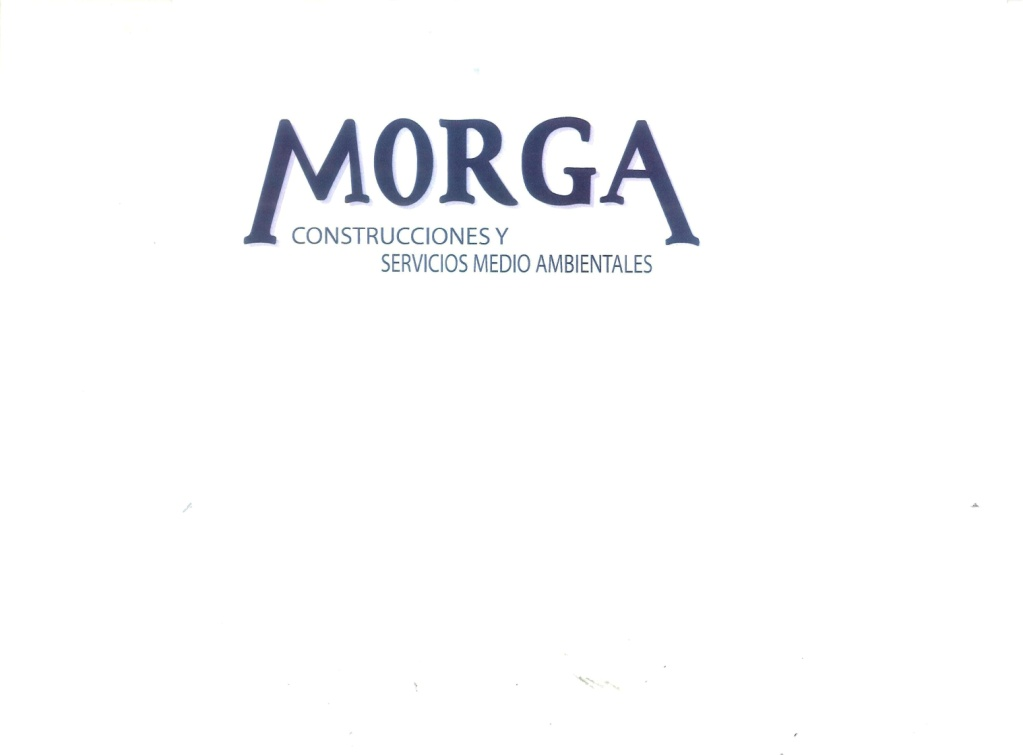 MORGA
CONSTRUCCIONES Y
SERVICIOS MEDIO AMBIENTALES